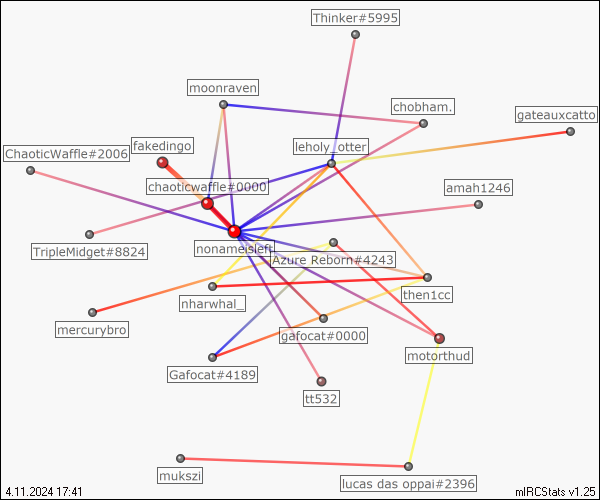 Thinker#5995
moonraven
chobham.
gateauxcatto
fakedingo
leholy_otter
ChaoticWaffle#2006
chaoticwaffle#0000
amah1246
TripleMidget#8824
nonameisleft
Azure Reborn#4243
nharwhal_
then1cc
mercurybro
gafocat#0000
motorthud
Gafocat#4189
tt532
mukszi
lucas das oppai#2396
4.11.2024 17:41
mIRCStats v1.25